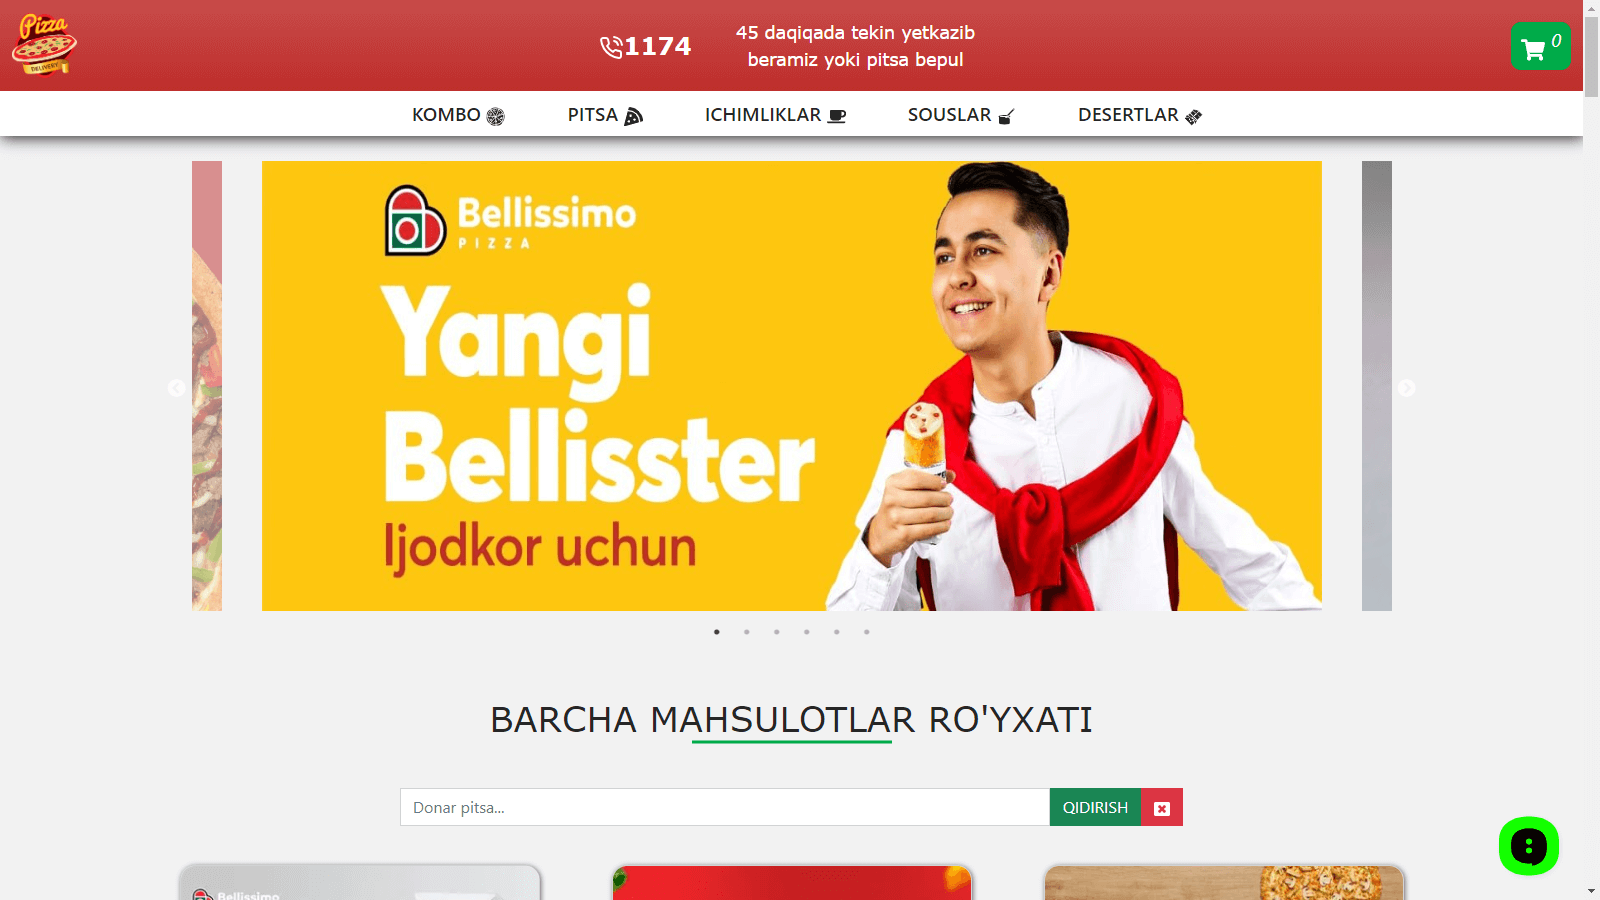 Pizza
DELIVERY
1174
45 daqiqada tekin yetkazib
beramiz yoki pitsa bepul
0
KOMBO
PITSA
ICHIMLIKLAR
SOUSLAR
DESERTLAR
Bellissimo
PIZZA
Yangi
Bellisster
Ijodkor uchun
BARCHA MAHSULOTLAR RO'YXATI
Donar pitsa...
QIDIRISH
Bellissimo